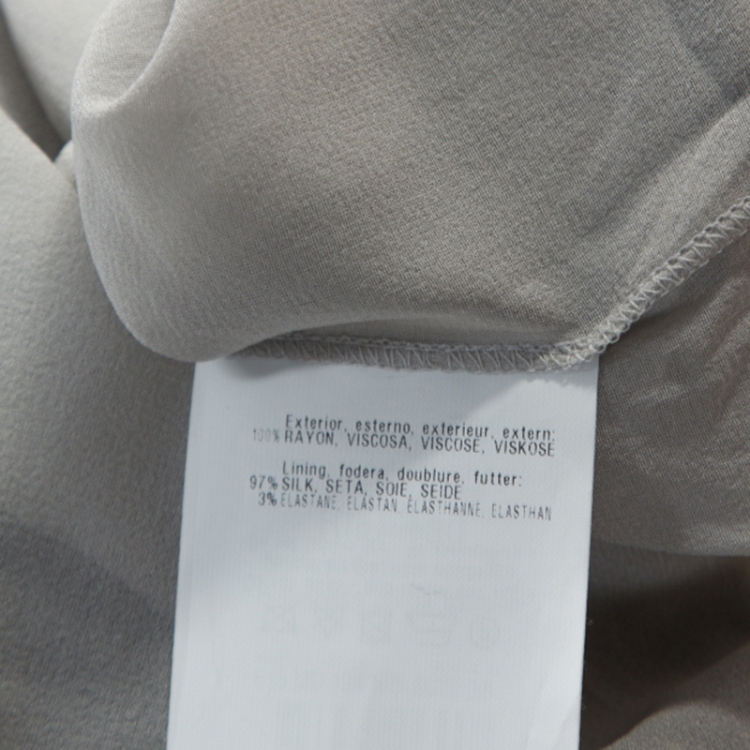 Exterior, esterno, exterieur, extern:
100% RAYON, VISCOSA, VISCOSE, VISKOSE
Lining, fodera, doublure, futter:
97% SILK, SETA, SOIE, SEIDE
3% ELASTANE, ELASTAN, ELASTHANNE, ELASTHAN